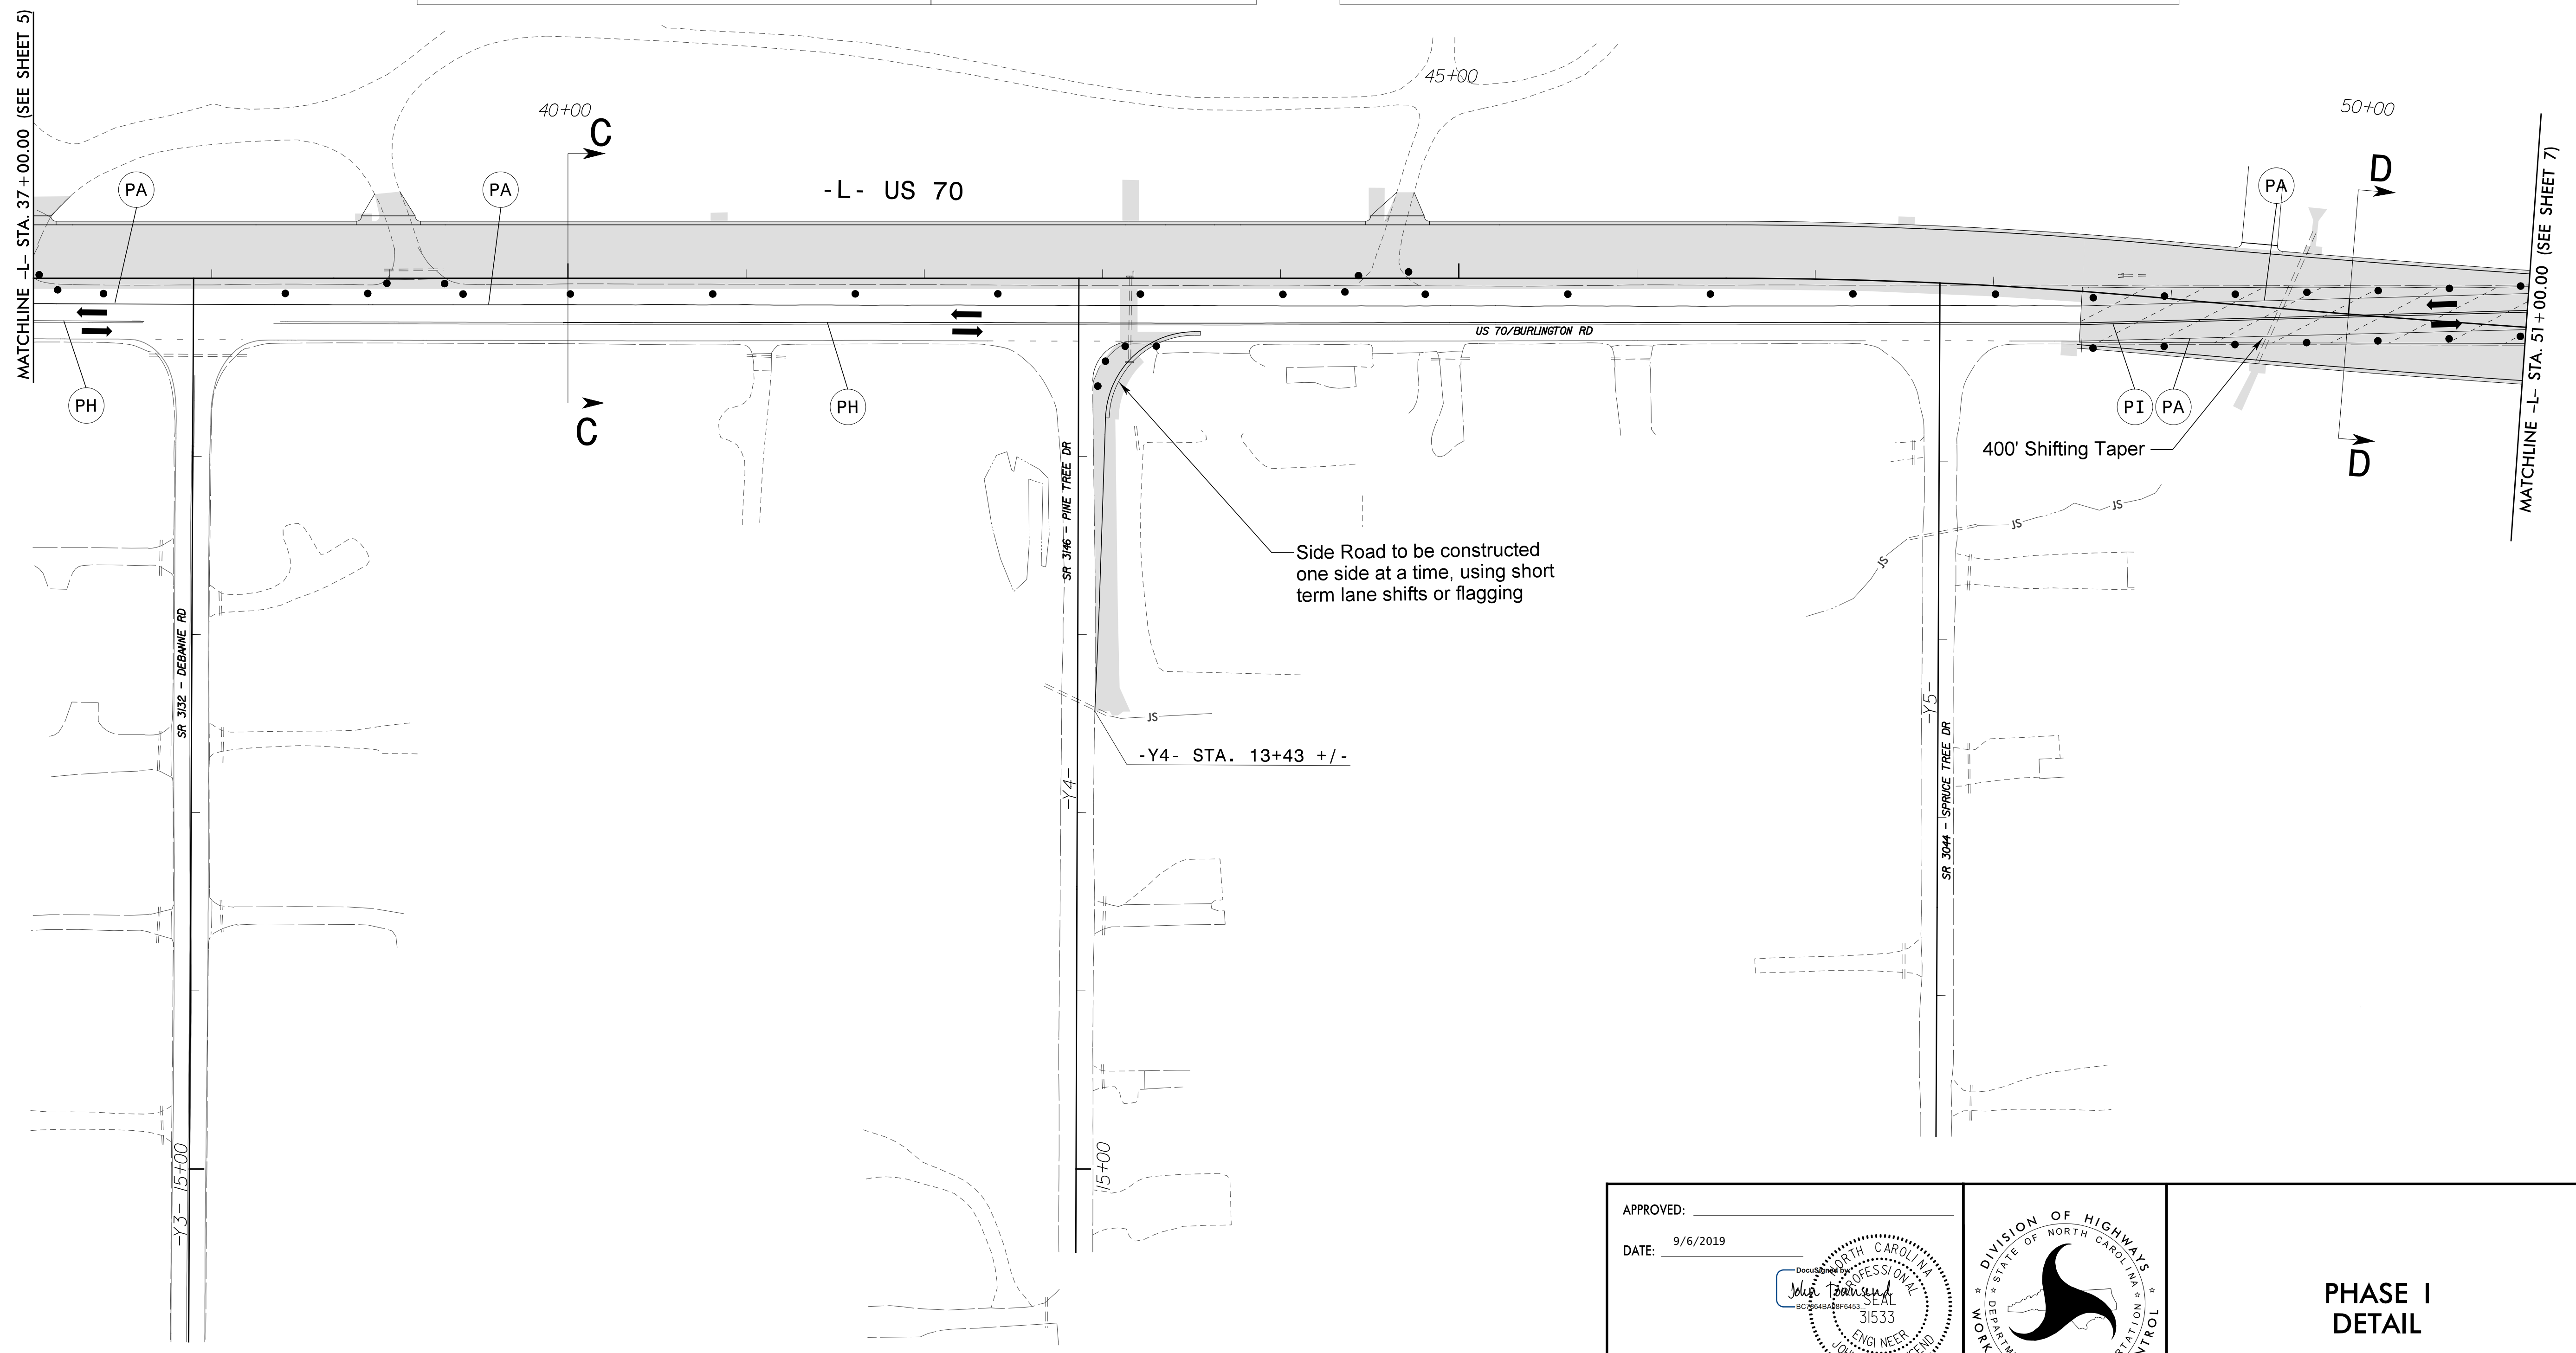 MATCHLINE -L- STA. 37+00.00 (SEE SHEET 5)
40+00
45+00
50+00
C
D
-L- US 70
PA
PA
PA
MATCHLINE -L- STA. 51+00.00 (SEE SHEET 7)
US 70/BURLINGTON RD
PH
PH
PI
PA
C
D
400' Shifting Taper
SR 3132 - DEBANNE RD
SR 3146 - PINE TREE DR
Side Road to be constructed
one side at a time, using short
term lane shifts or flagging
JS
JS
JS
JS
-Y4- STA. 13+43 +/-
-Y4-
-Y5-
SR 3044 - SPRUCE TREE DR
-Y3- 15+00
15+00
APPROVED:
DATE: 9/6/2019
DocuSigned by
John Townsend
NORTH CAROLINA
PROFESSIONAL
SEAL
31533
ENGINEER
DIVISION OF HIGHWAYS
STATE OF NORTH CAROLINA
PHASE I
DETAIL